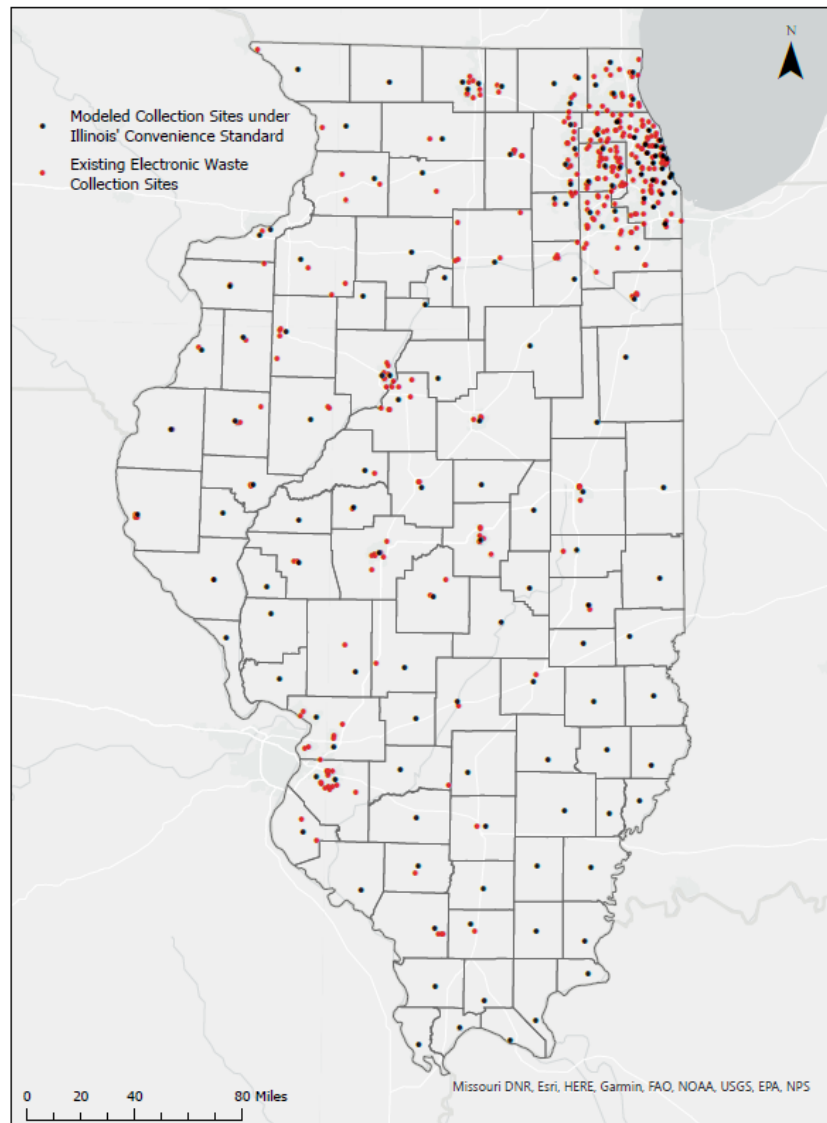 N
Modeled Collection Sites under
Illinois' Convenience Standard
Existing Electronic Waste
Collection Sites
Missouri DNR, Esri, HERE, Garmin, FAO, NOAA, USGS, EPA, NPS
0 20 40 80 Miles